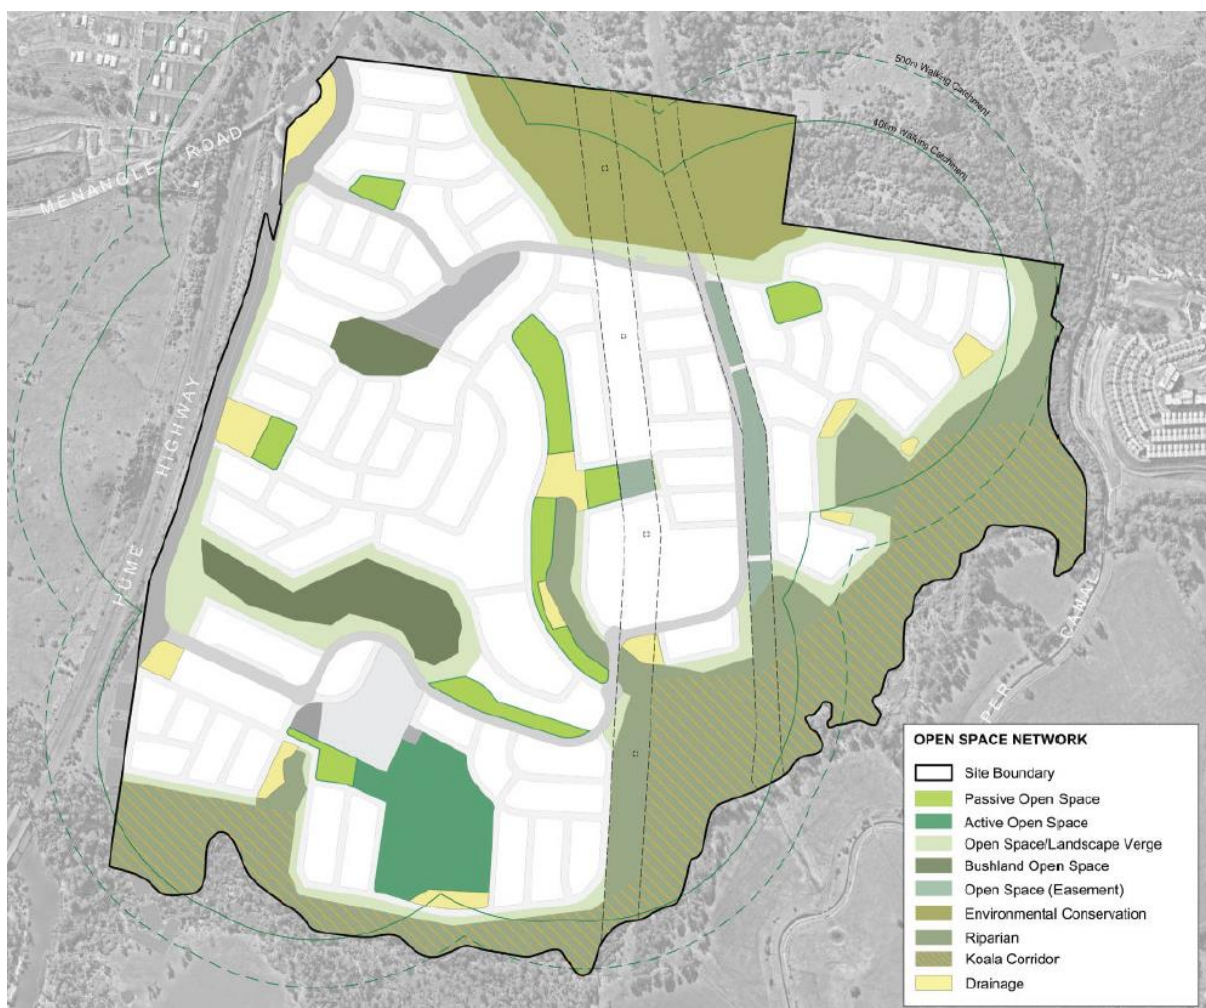 500m Walking Catchment
400m Walking Catchment
MENANGLE ROAD
HUME HIGHWAY
PER CANAL
OPEN SPACE NETWORK
Site Boundary
Passive Open Space
Active Open Space
Open Space/Landscape Verge
Bushland Open Space
Open Space (Easement)
Environmental Conservation
Riparian
Koala Corridor
Drainage